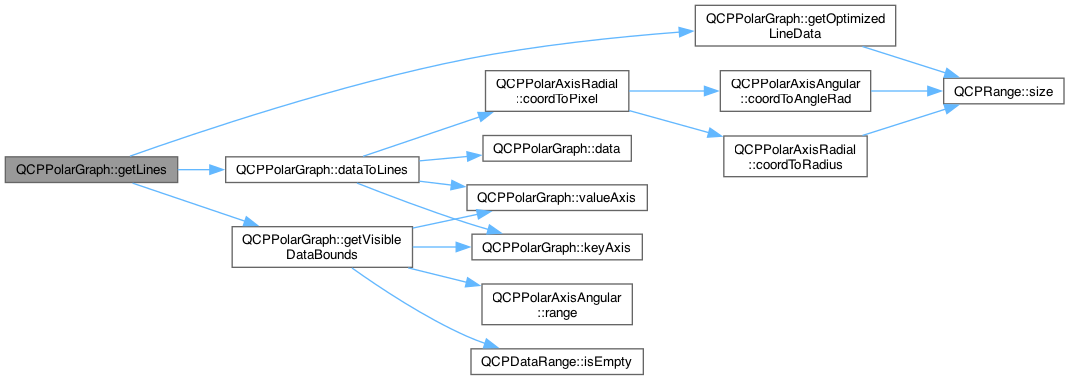 QCPPolarGraph::getLines
QCPPolarGraph::getOptimized
LineData
QCPRange::size
QCPPolarGraph::dataToLines
QCPPolarAxisRadial
::coordToPixel
QCPPolarAxisAngular
::coordToAngleRad
QCPPolarAxisRadial
::coordToRadius
QCPPolarGraph::data
QCPPolarGraph::valueAxis
QCPPolarGraph::keyAxis
QCPPolarGraph::getVisible
DataBounds
QCPPolarAxisAngular
::range
QCPDataRange::isEmpty